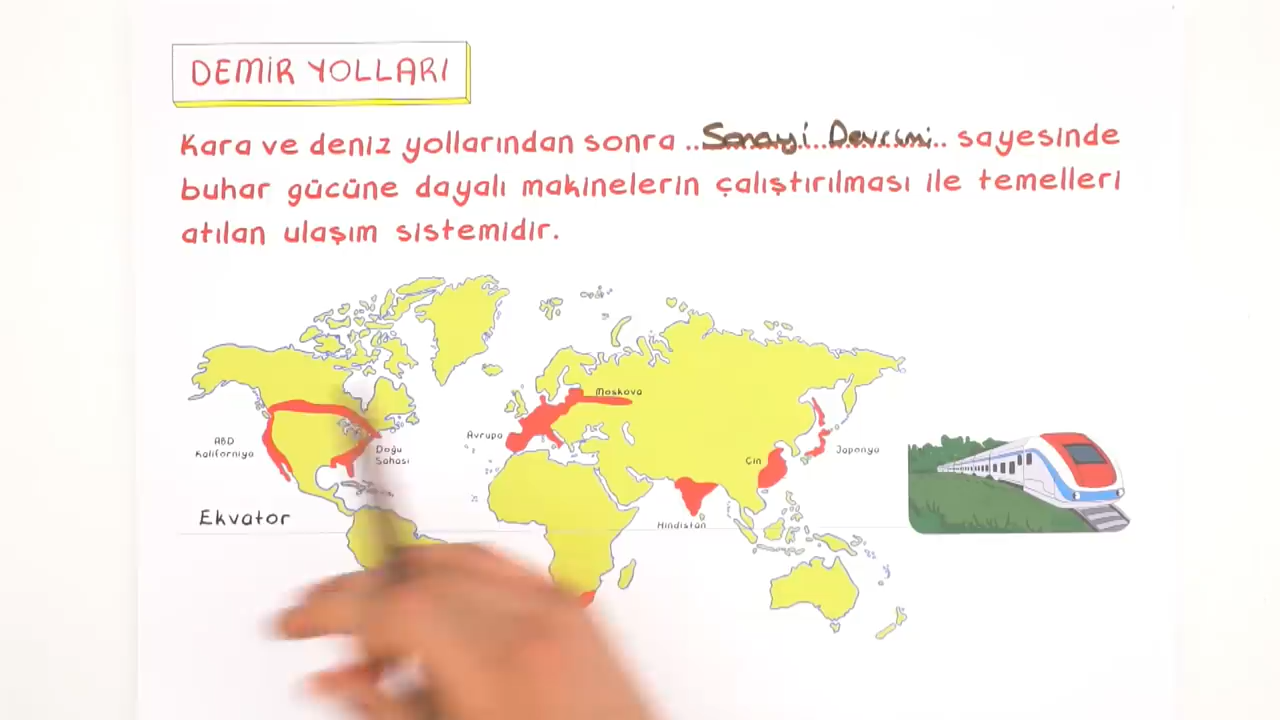 DEMİR YOLLARI
Kara ve deniz yollarından sonra ..Sanayi Devrimi.. sayesinde
buhar gücüne dayalı makinelerin çalıştırılması ile temelleri
atılan ulaşım sistemidir.
Moskova
Avrupa
ABD
Kaliforniya
Doğu
Sahası
Çin
Japonya
Hindistan
Ekvator